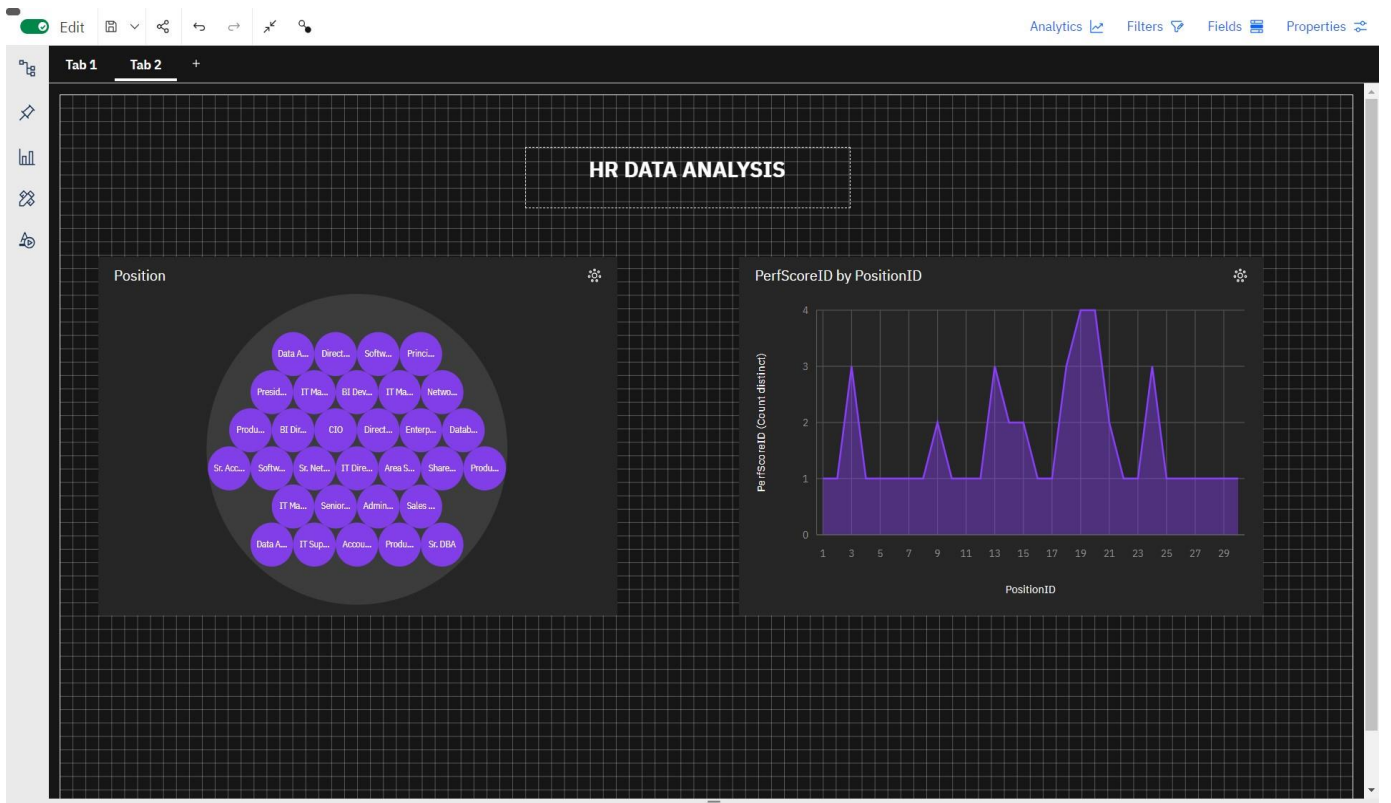 Edit
Analytics Filters Fields Properties
Tab 1 Tab 2 +
HR DATA ANALYSIS
Position
Data A... Direct... Softw... Princi...
Presid... IT Ma... BI Dev... IT Ma... Netwo...
Produ... BI Dir... CIO Direct... Enterp... Datab...
Sr. Acc... Softw... Sr. Net... IT Dire... Area S... Share... Produ...
IT Ma... Senior... Admin... Sales ...
Data A... IT Sup... Accou... Produ... Sr. DBA
PerfScoreID by PositionID
PerfScoreID (Count distinct)
4
3
2
1
0
1 3 5 7 9 11 13 15 17 19 21 23 25 27 29
PositionID